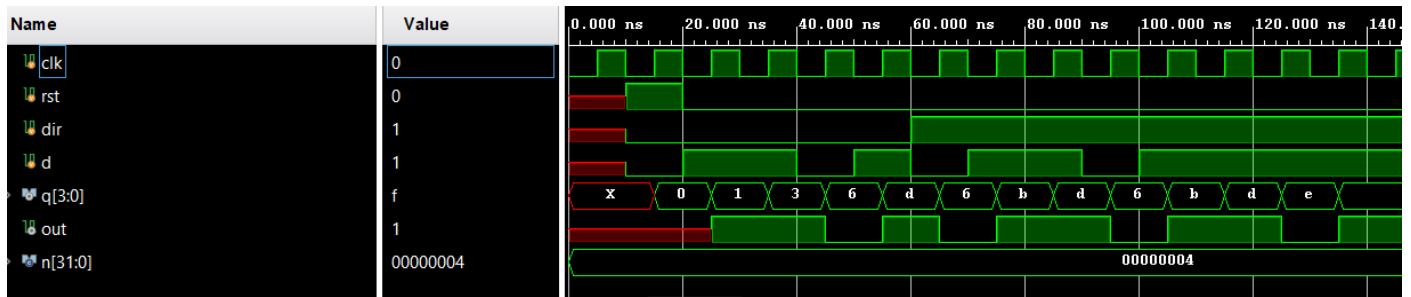 Name Value 0.000 ns 20.000 ns 40.000 ns 60.000 ns 80.000 ns 100.000 ns 120.000 ns 140.
clk 0
rst 0
dir 1
d 1
q[3:0] f X 0 1 3 6 d 6 b d 6 b d e
out 1
n[31:0] 00000004 00000004